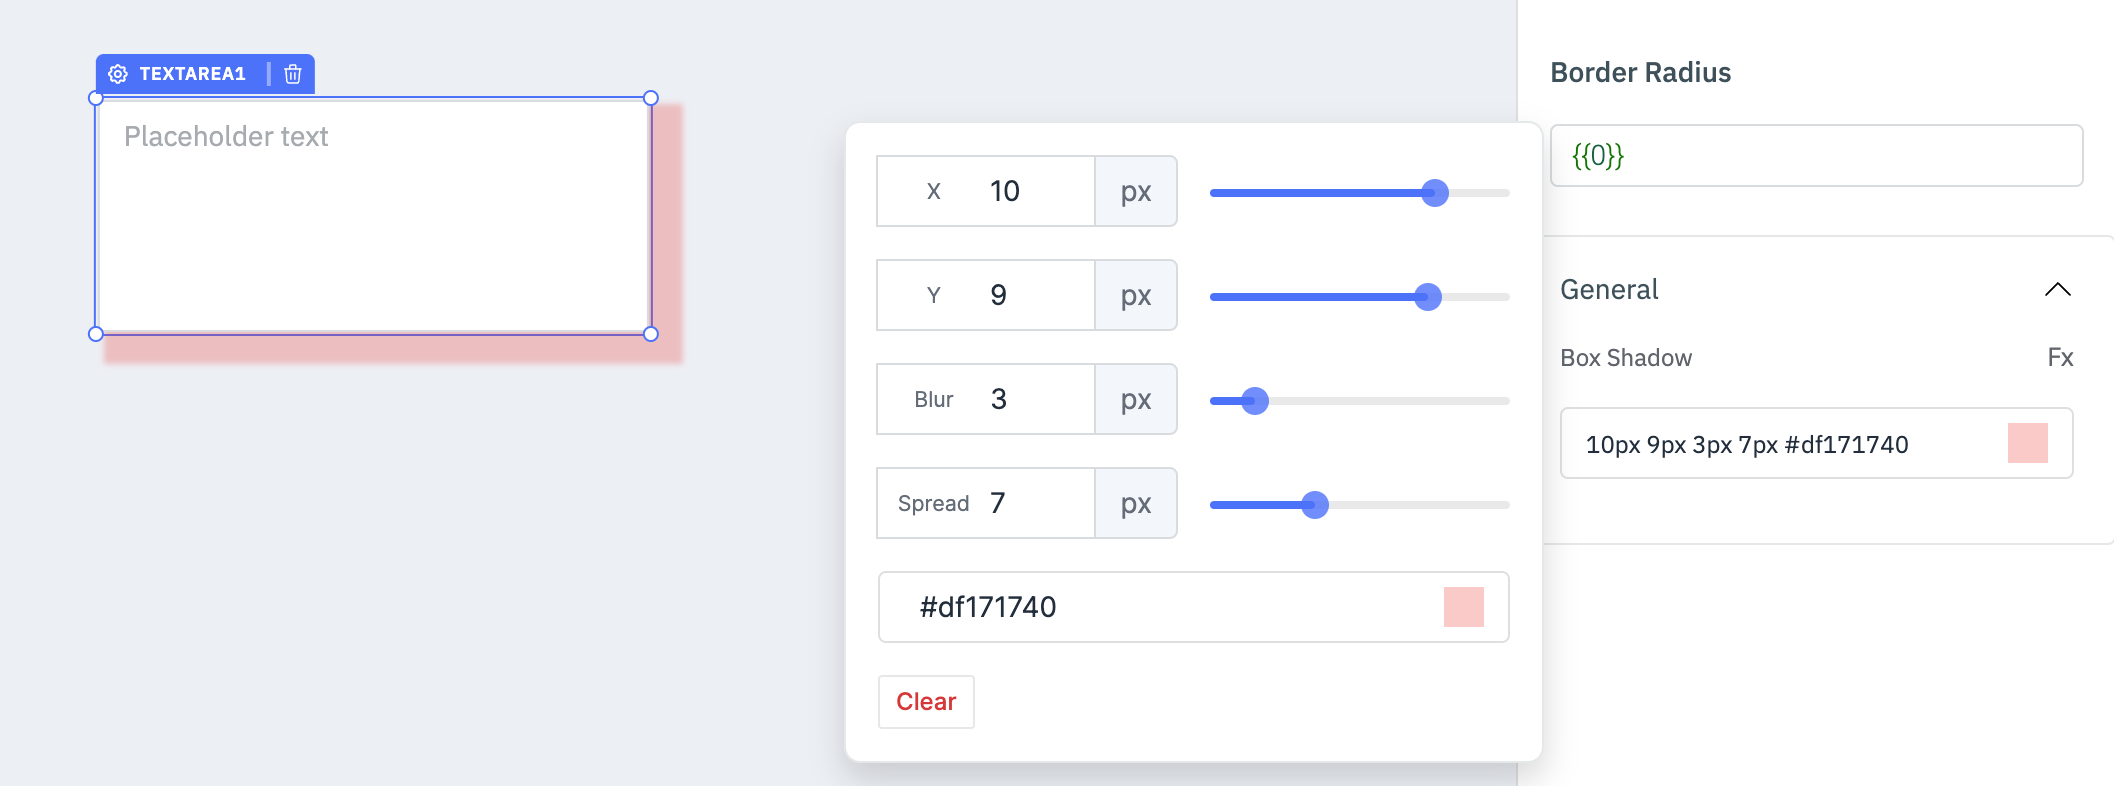 TEXTAREA1
Placeholder text
X 10 px
Y 9 px
Blur 3 px
Spread 7 px
#df171740
Clear
Border Radius
{{0}}
General
Box Shadow Fx
10px 9px 3px 7px #df171740